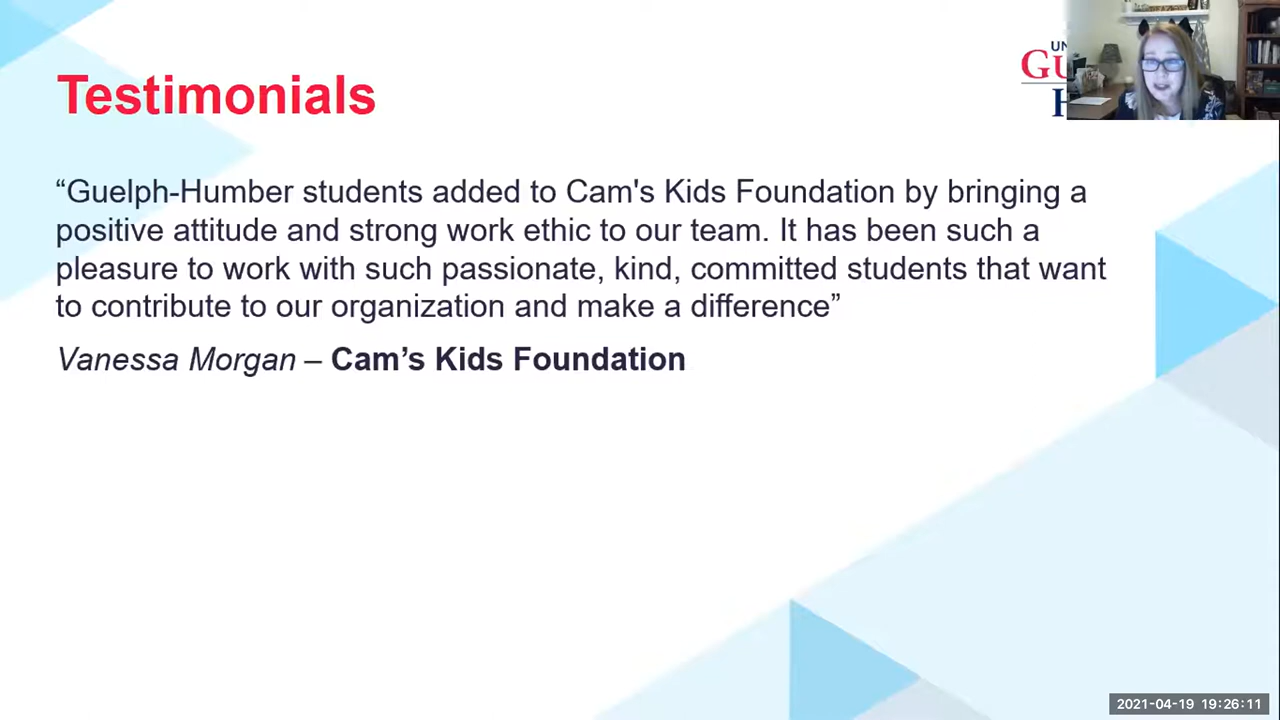 Testimonials
“Guelph-Humber students added to Cam's Kids Foundation by bringing a
positive attitude and strong work ethic to our team. It has been such a
pleasure to work with such passionate, kind, committed students that want
to contribute to our organization and make a difference”
Vanessa Morgan – Cam’s Kids Foundation
2021-04-19 19:26:11